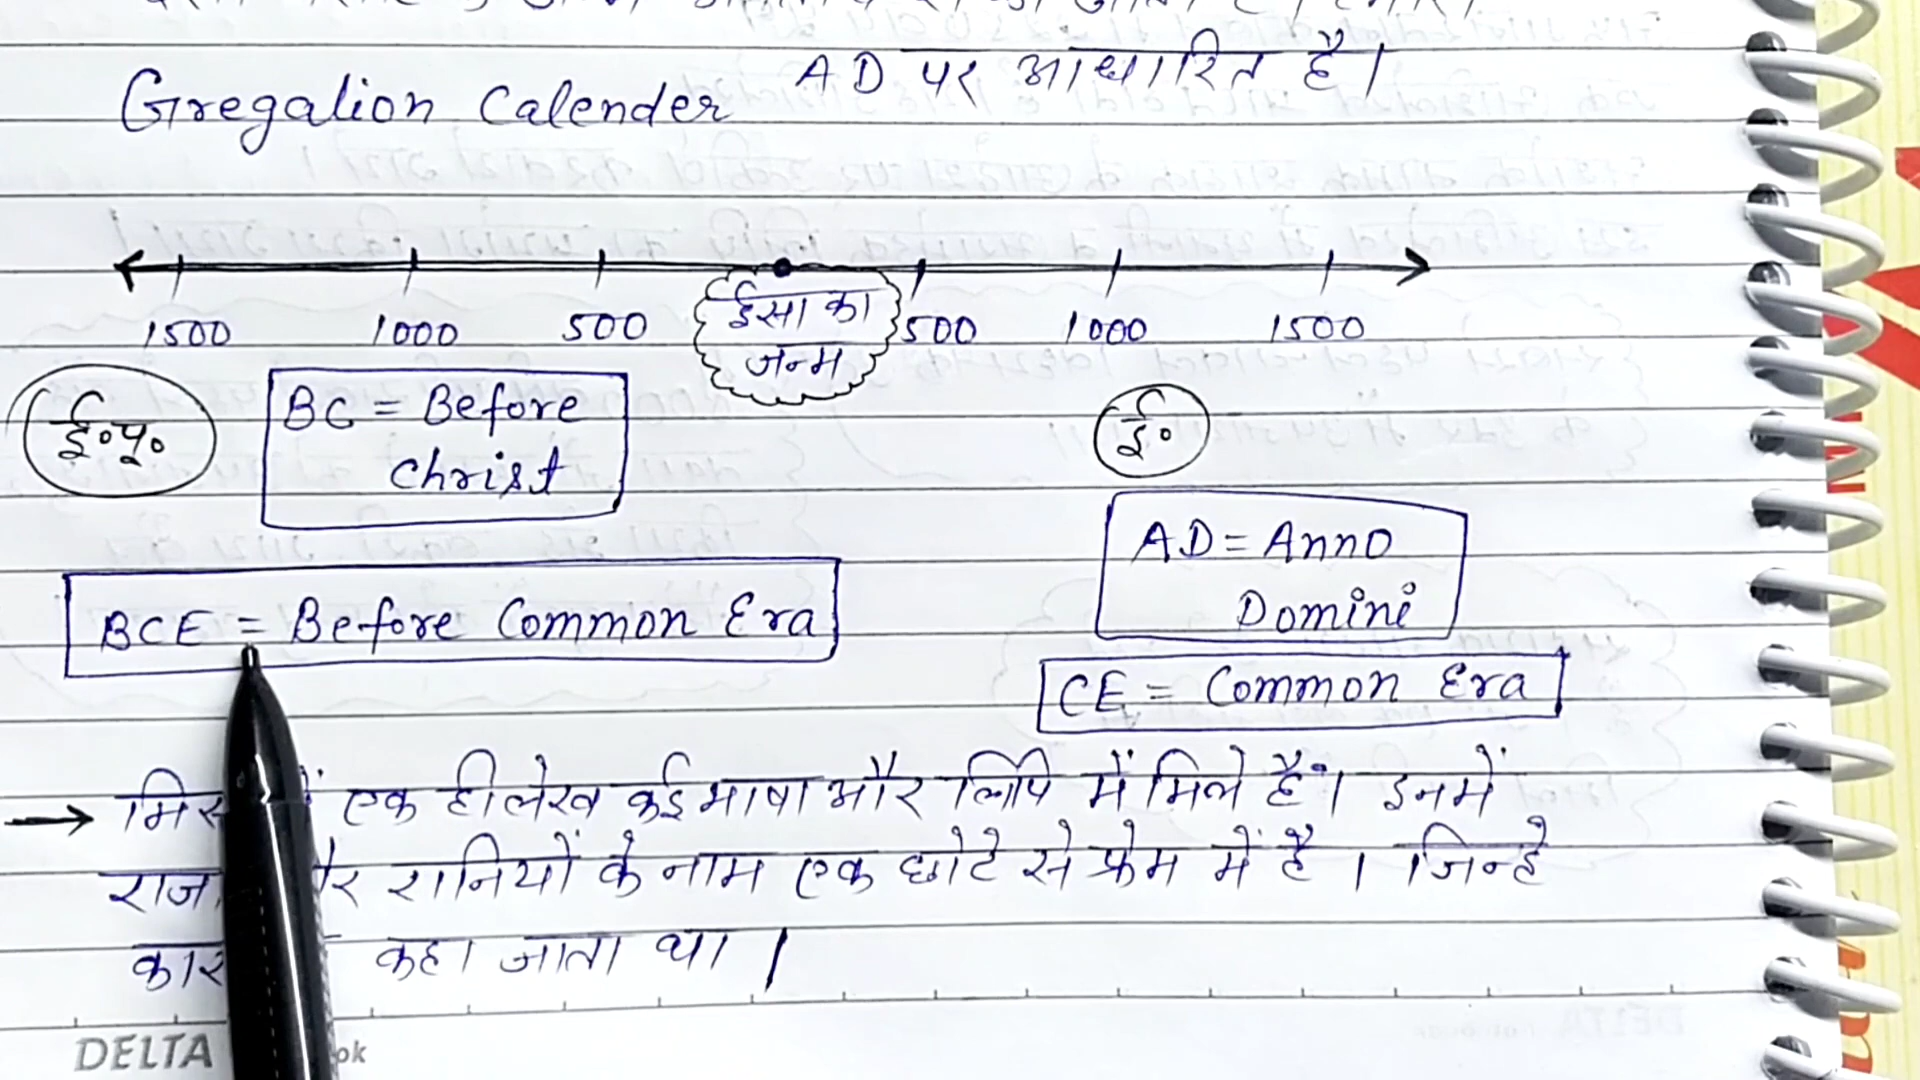 AD पर आधारित है।
Gregalion Calender
1500 1000 500 ईसा का 500 1000 1500
जन्म
ई०पू० BC = Before ई०
Christ
AD = Anno
Domini
BCE = Before Common Era
CE = Common Era
एक ही लेख कई भाषा और लिपि में मिले हैं। इनमें
रानियों के नाम एक छोटे से फ्रेम में है। जिन्हे
कहा जाता था।
DELTA